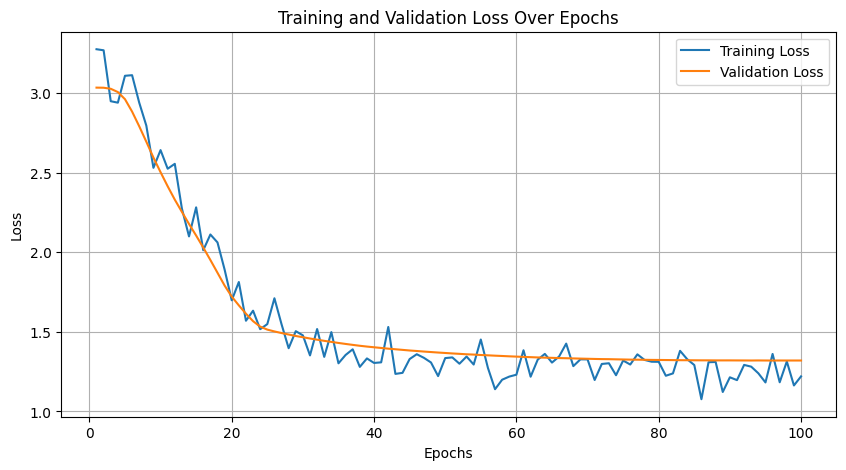 Training and Validation Loss Over Epochs
Training Loss
Validation Loss
Loss
3.0
2.5
2.0
1.5
1.0
0 20 40 60 80 100
Epochs